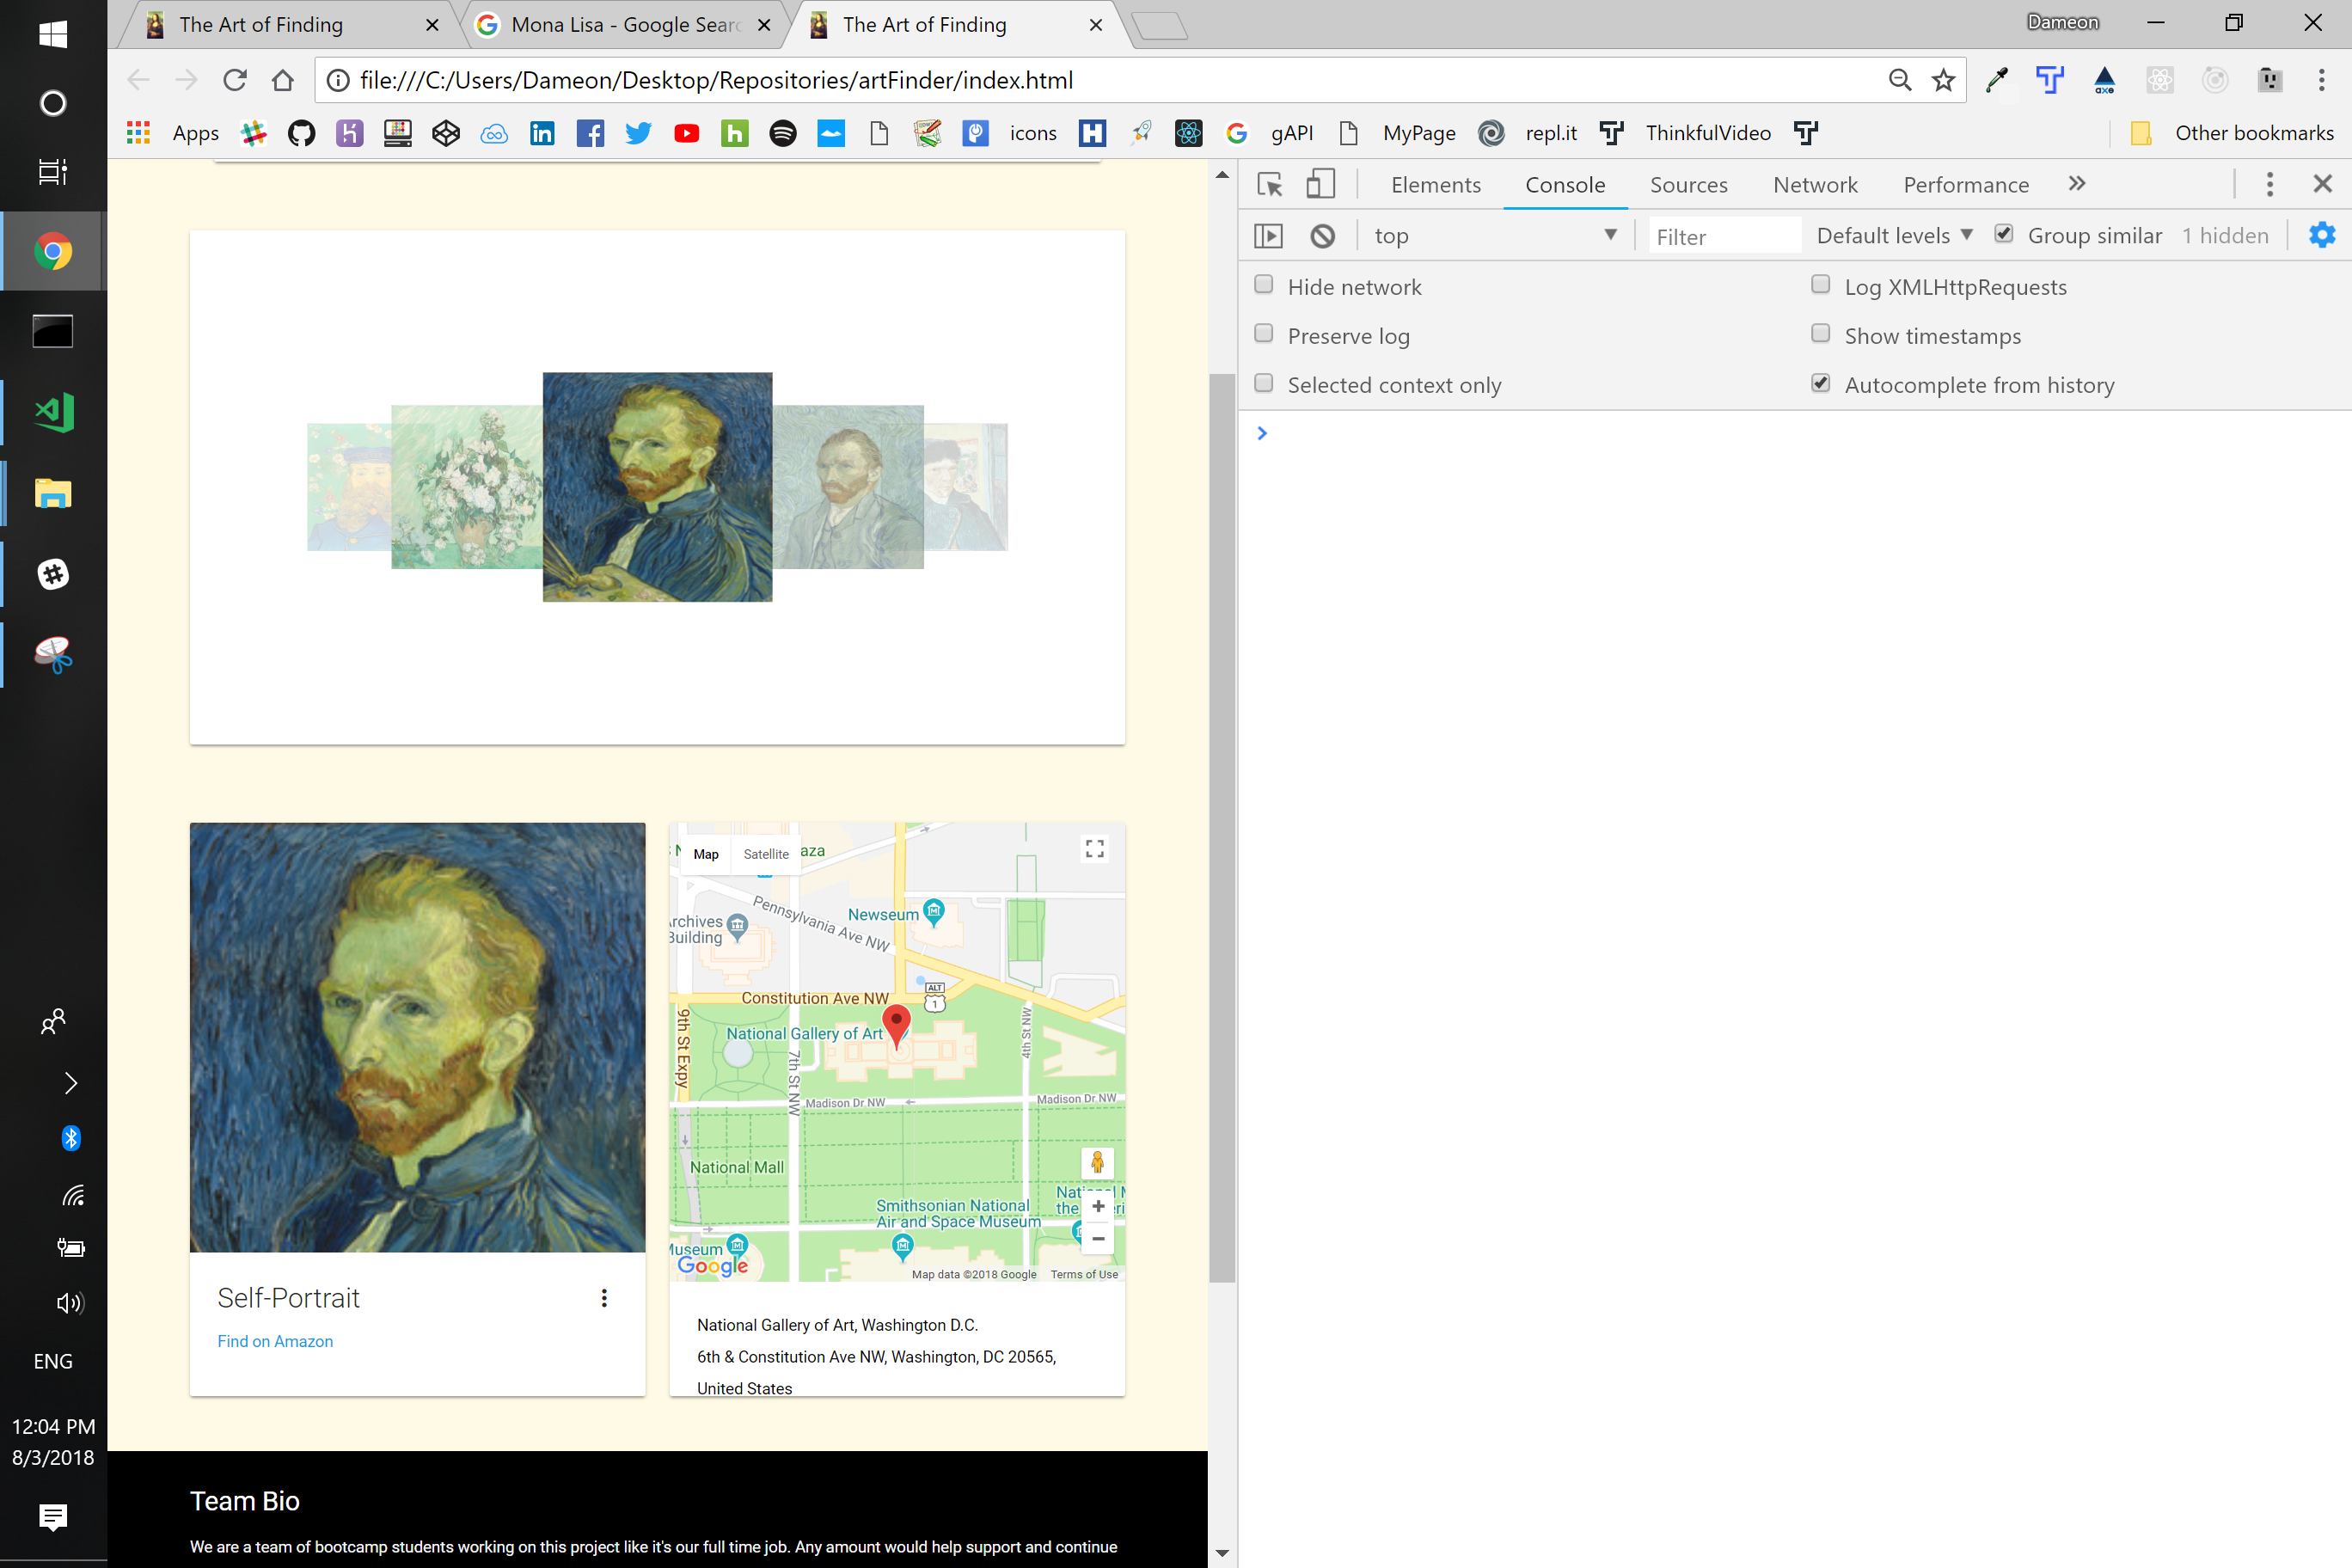 The Art of Finding
Mona Lisa - Google Searc
The Art of Finding
Dameon
file:///C:/Users/Dameon/Desktop/Repositories/artFinder/index.html
axe
Apps
icons
gAPI
MyPage
repl.it
ThinkfulVideo
Other bookmarks
Elements
Console
Sources
Network
Performance
top
Filter
Default levels
Group similar
1 hidden
Hide network
Log XMLHttpRequests
Preserve log
Show timestamps
Selected context only
Autocomplete from history
Map
Satellite
aza
Pennsylvania Ave NW
Newseum
rchives
Building
Constitution Ave NW
ALT
1
9th St Expy
National Gallery of Art
7th St NW
4th St NW
Madison Dr NW
Madison Dr NW
National Mall
Smithsonian National
Air and Space Museum
Museum
Google
Map data ©2018 Google
Terms of Use
Self-Portrait
Find on Amazon
National Gallery of Art, Washington D.C.
6th & Constitution Ave NW, Washington, DC 20565,
United States
Team Bio
We are a team of bootcamp students working on this project like it's our full time job. Any amount would help support and continue
ENG
12:04 PM
8/3/2018